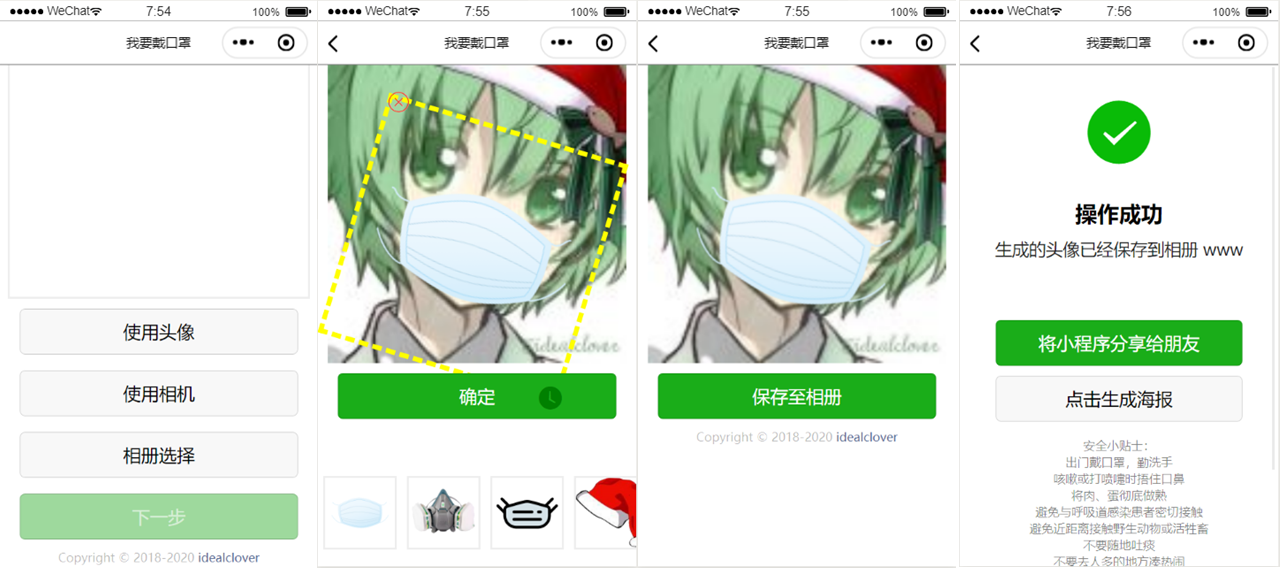 WeChat 7:54 100%
我要戴口罩
使用头像
使用相机
相册选择
下一步
Copyright © 2018-2020 idealclover
WeChat 7:55 100%
我要戴口罩
idealclover
确定
WeChat 7:55 100%
我要戴口罩
idealclover
保存至相册
Copyright © 2018-2020 idealclover
WeChat 7:56 100%
我要戴口罩
操作成功
生成的头像已经保存到相册 www
将小程序分享给朋友
点击生成海报
安全小贴士：
出门戴口罩，勤洗手
咳嗽或打喷嚏时捂住口鼻
将肉、蛋彻底做熟
避免与呼吸道感染患者密切接触
避免近距离接触野生动物或活牲畜
不要随地吐痰
不要去人多的地方凑热闹